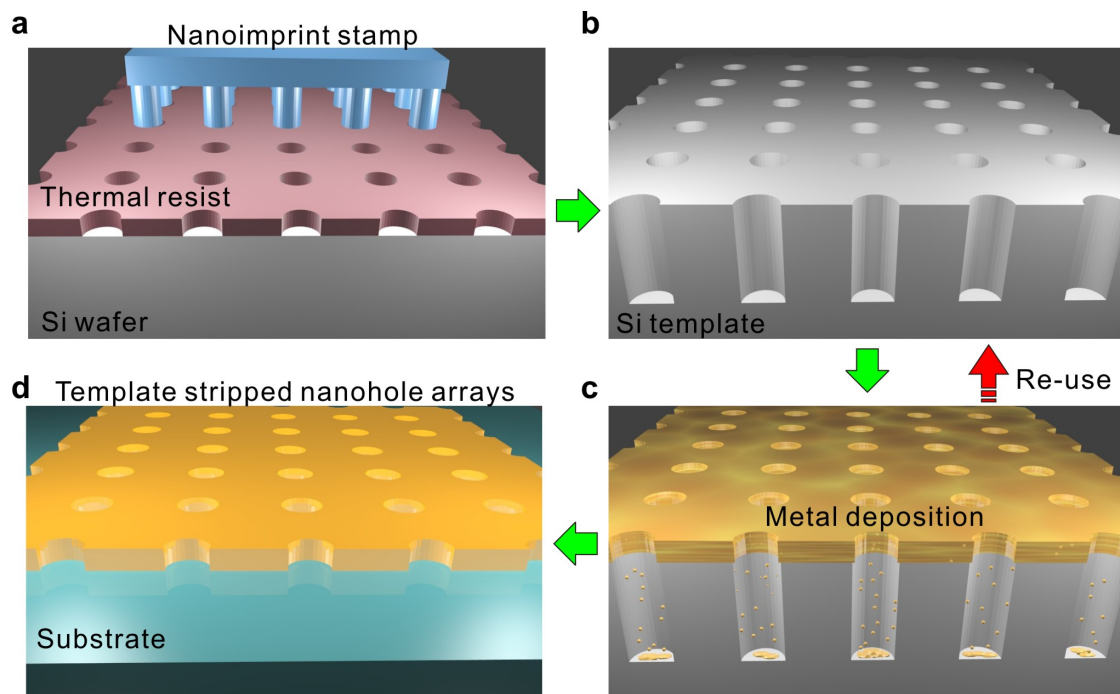 a
Nanoimprint stamp
Thermal resist
Si wafer
b
Si template
Re-use
c
Metal deposition
d
Template stripped nanohole arrays
Substrate